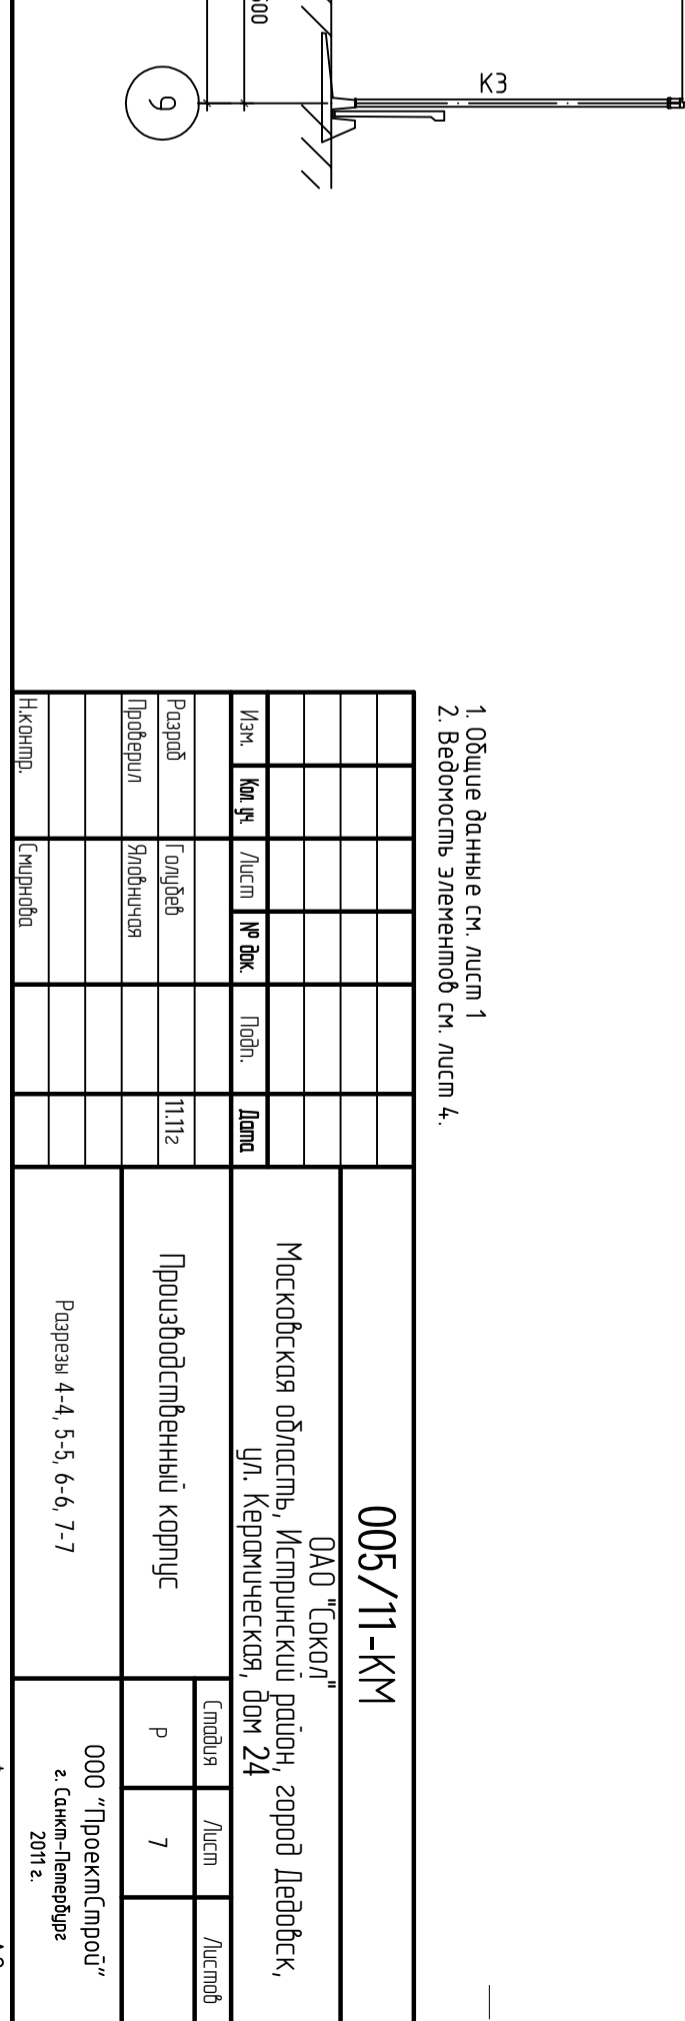 500
9
К3
1. Общие данные см. лист 1
2. Ведомость элементов см. лист 4.
005/11-КМ
ОАО "Сокол"
Московская область, Истринский район, город Дедовск,
ул. Керамическая, дом 24
Изм. Кол. уч. Лист № док. Подп. Дата
Разраб Голубев 11.11г
Проверил Яловничая
Н.контр. Смирнова
Производственный корпус
Стадия Лист Листов
Р 7
Разрезы 4-4, 5-5, 6-6, 7-7
ООО "ПроектСтрой"
г. Санкт-Петербург
2011 г.